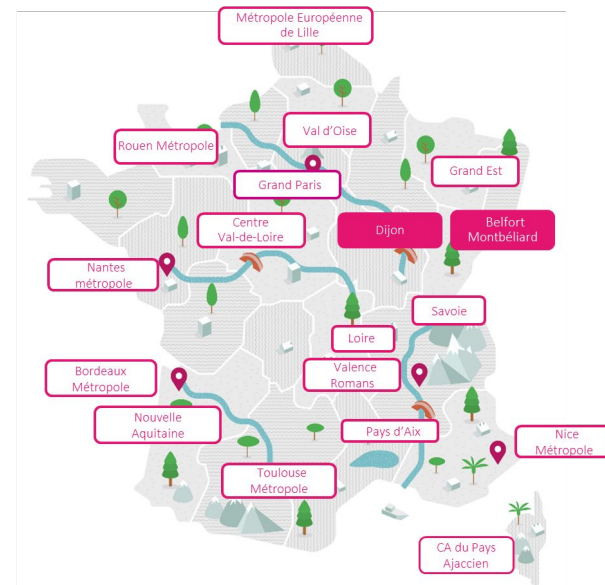 Métropole Européenne
de Lille
Val d'Oise
Rouen Métropole
Grand Est
Grand Paris
Centre
Val-de-Loire
Dijon
Belfort
Montbéliard
Nantes
métropole
Savoie
Loire
Bordeaux
Métropole
Valence
Romans
Nouvelle
Aquitaine
Pays d'Aix
Nice
Métropole
Toulouse
Métropole
CA du Pays
Ajaccien